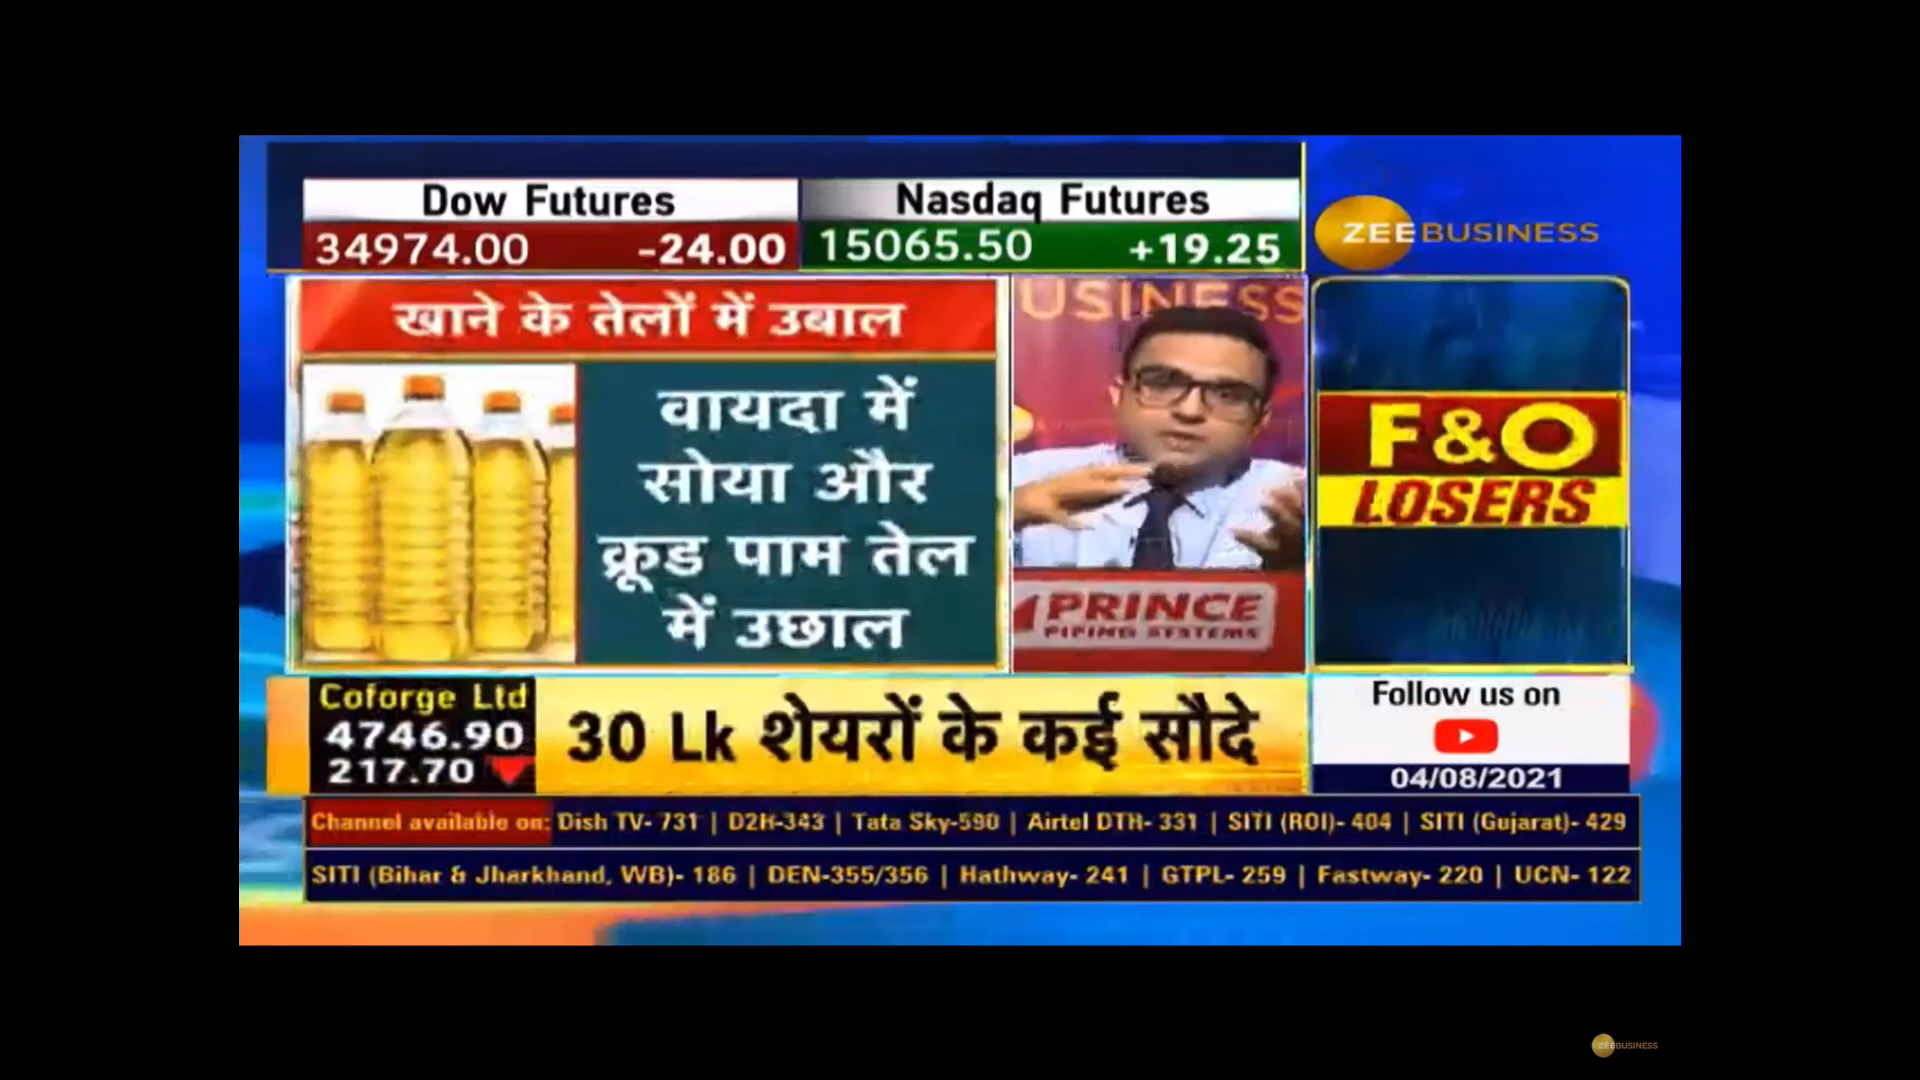 Dow Futures
34974.00 -24.00
Nasdaq Futures
15065.50 +19.25
ZEEBUSINESS
खाने के तेलों में उबाल
वायदा में
सोया और
क्रूड पाम तेल
में उछाल
USINESS
PRINCE
PIPING SYSTEMS
F&O
LOSERS
Coforge Ltd
4746.90
217.70
30 Lk शेयरों के कई सौदे
Follow us on
04/08/2021
Channel available on: Dish TV- 731 | D2H-343 | Tata Sky-590 | Airtel DTH- 331 | SITI (ROI)- 404 | SITI (Gujarat)- 429
SITI (Bihar & Jharkhand, WB)- 186 | DEN-355/356 | Hathway- 241 | GTPL- 259 | Fastway- 220 | UCN- 122
ZEEBUSINESS